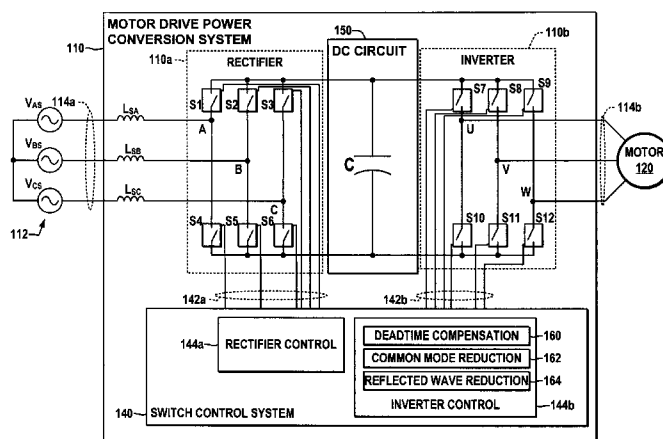 MOTOR DRIVE POWER
CONVERSION SYSTEM
110
150
DC CIRCUIT
110a
RECTIFIER
110b
INVERTER
114a
114b
VAS
VBS
VCS
LSA
LSB
LSC
112
S1
S2
S3
A
B
C
S4
S5
S6
C
S7
S8
S9
U
V
W
S10
S11
S12
MOTOR
120
142a
142b
144a
RECTIFIER CONTROL
DEADTIME COMPENSATION
160
COMMON MODE REDUCTION
162
REFLECTED WAVE REDUCTION
164
INVERTER CONTROL
144b
140
SWITCH CONTROL SYSTEM